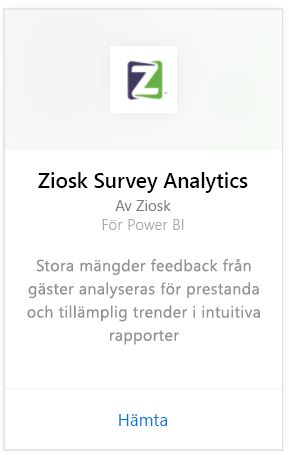 Z
Ziosk Survey Analytics
Av Ziosk
För Power BI
Stora mängder feedback från
gäster analyseras för prestanda
och tillämplig trender i intuitiva
rapporter
Hämta